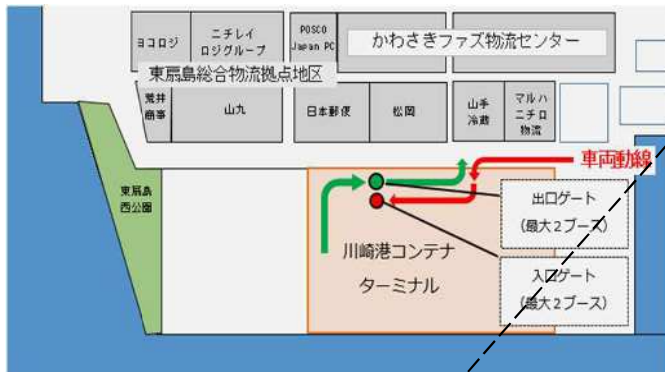 ヨコロジ
ニチレイ
ロジグループ
POSCO
Japan PC
かわさきファズ物流センター
東扇島総合物流拠点地区
荒井
商事
山九
日本郵便
松岡
山手
冷蔵
マルハ
ニチロ
物流
車両動線
東扇島
西公園
出口ゲート
(最大2ブース)
川崎港コンテナ
ターミナル
入口ゲート
(最大2ブース)